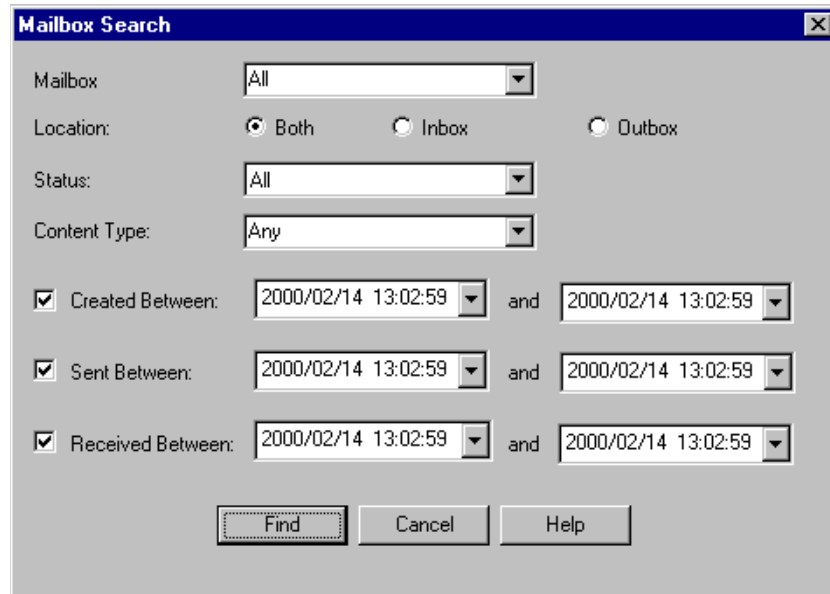 Mailbox Search
Mailbox All
Location: Both Inbox Outbox
Status: All
Content Type: Any
Created Between: 2000/02/14 13:02:59 and 2000/02/14 13:02:59
Sent Between: 2000/02/14 13:02:59 and 2000/02/14 13:02:59
Received Between: 2000/02/14 13:02:59 and 2000/02/14 13:02:59
Find Cancel Help